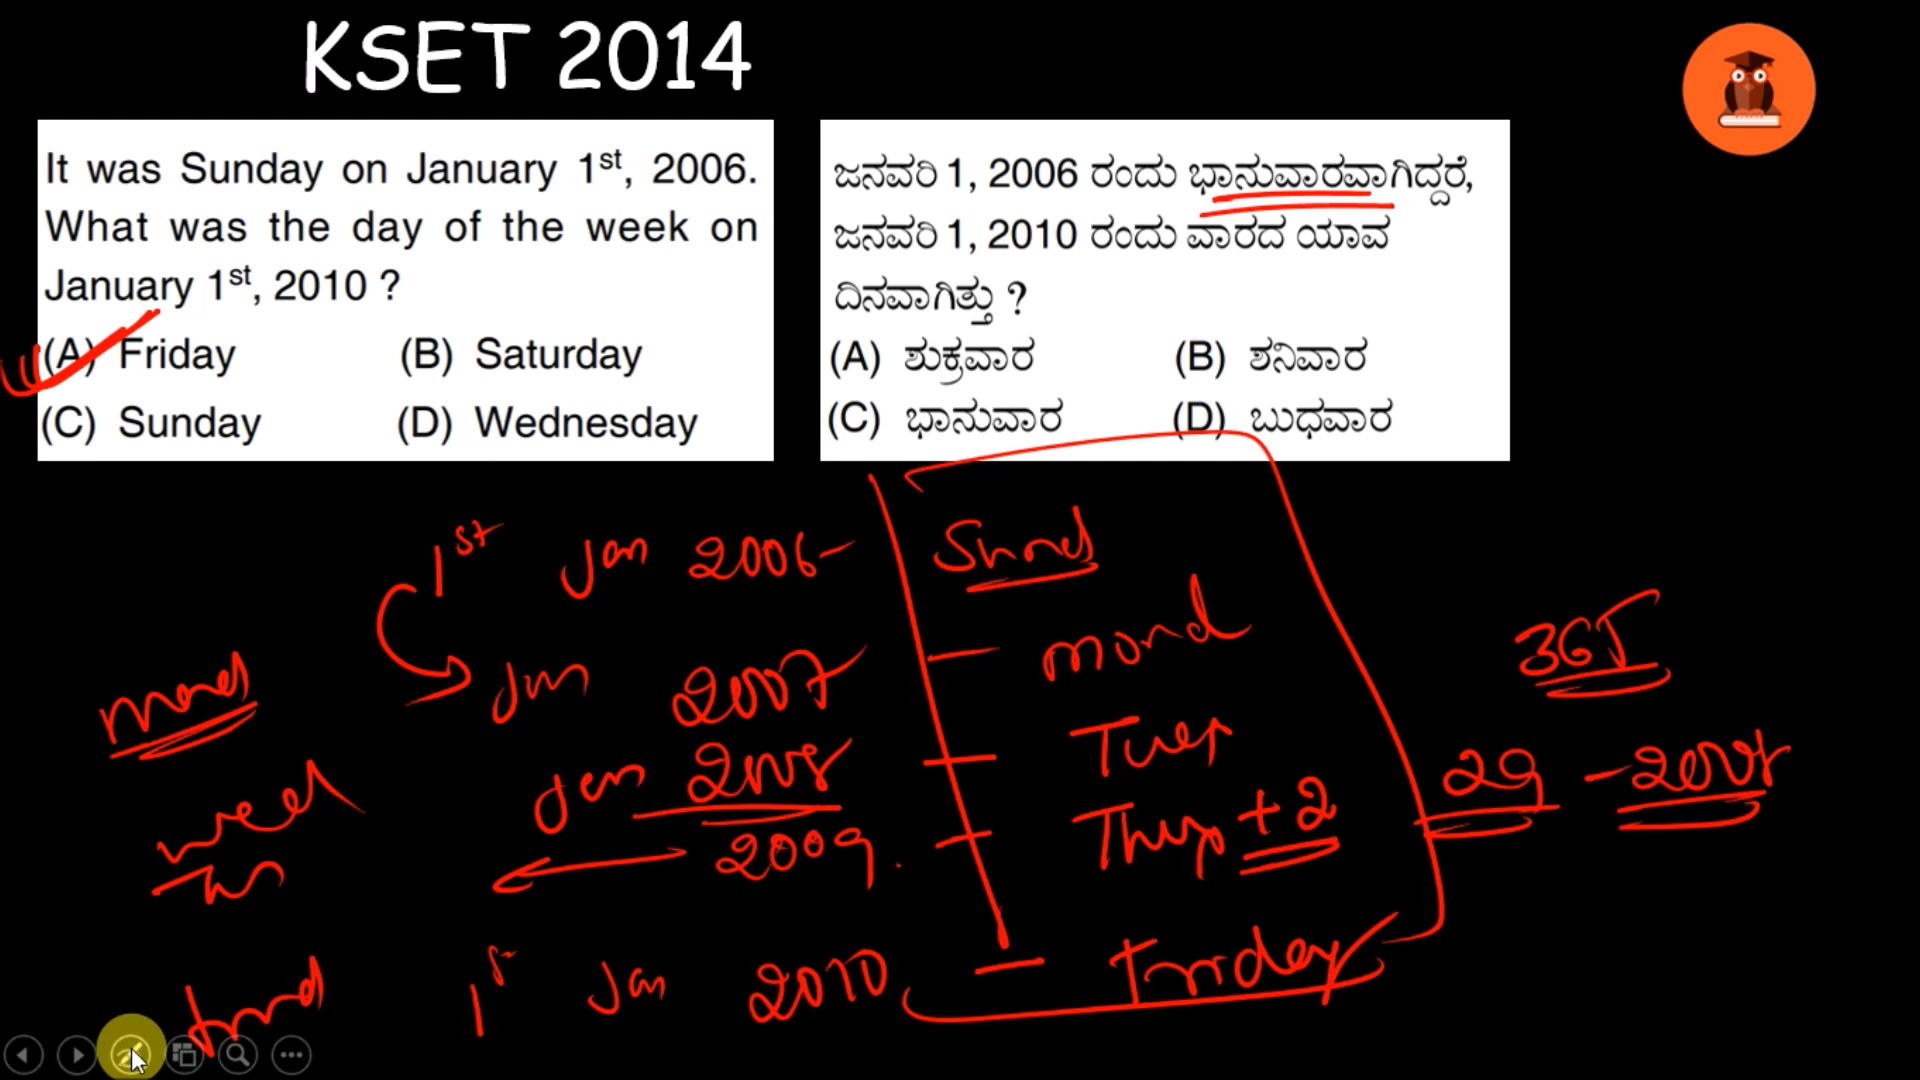 KSET 2014
It was Sunday on January 1st, 2006.
What was the day of the week on
January 1st, 2010 ?
(A) Friday (B) Saturday
(C) Sunday (D) Wednesday
ಜನವರಿ 1, 2006 ರಂದು ಭಾನುವಾರವಾಗಿದ್ದರೆ,
ಜನವರಿ 1, 2010 ರಂದು ವಾರದ ಯಾವ
ದಿನವಾಗಿತ್ತು ?
(A) ಶುಕ್ರವಾರ (B) ಶನಿವಾರ
(C) ಭಾನುವಾರ (D) ಬುಧವಾರ
1st Jan 2006 -
Jan 2007 - mond
Jan 2008 - Tues
2009. - Thurs + 2
1st Jan 2010 - Friday
365
29 - 2008